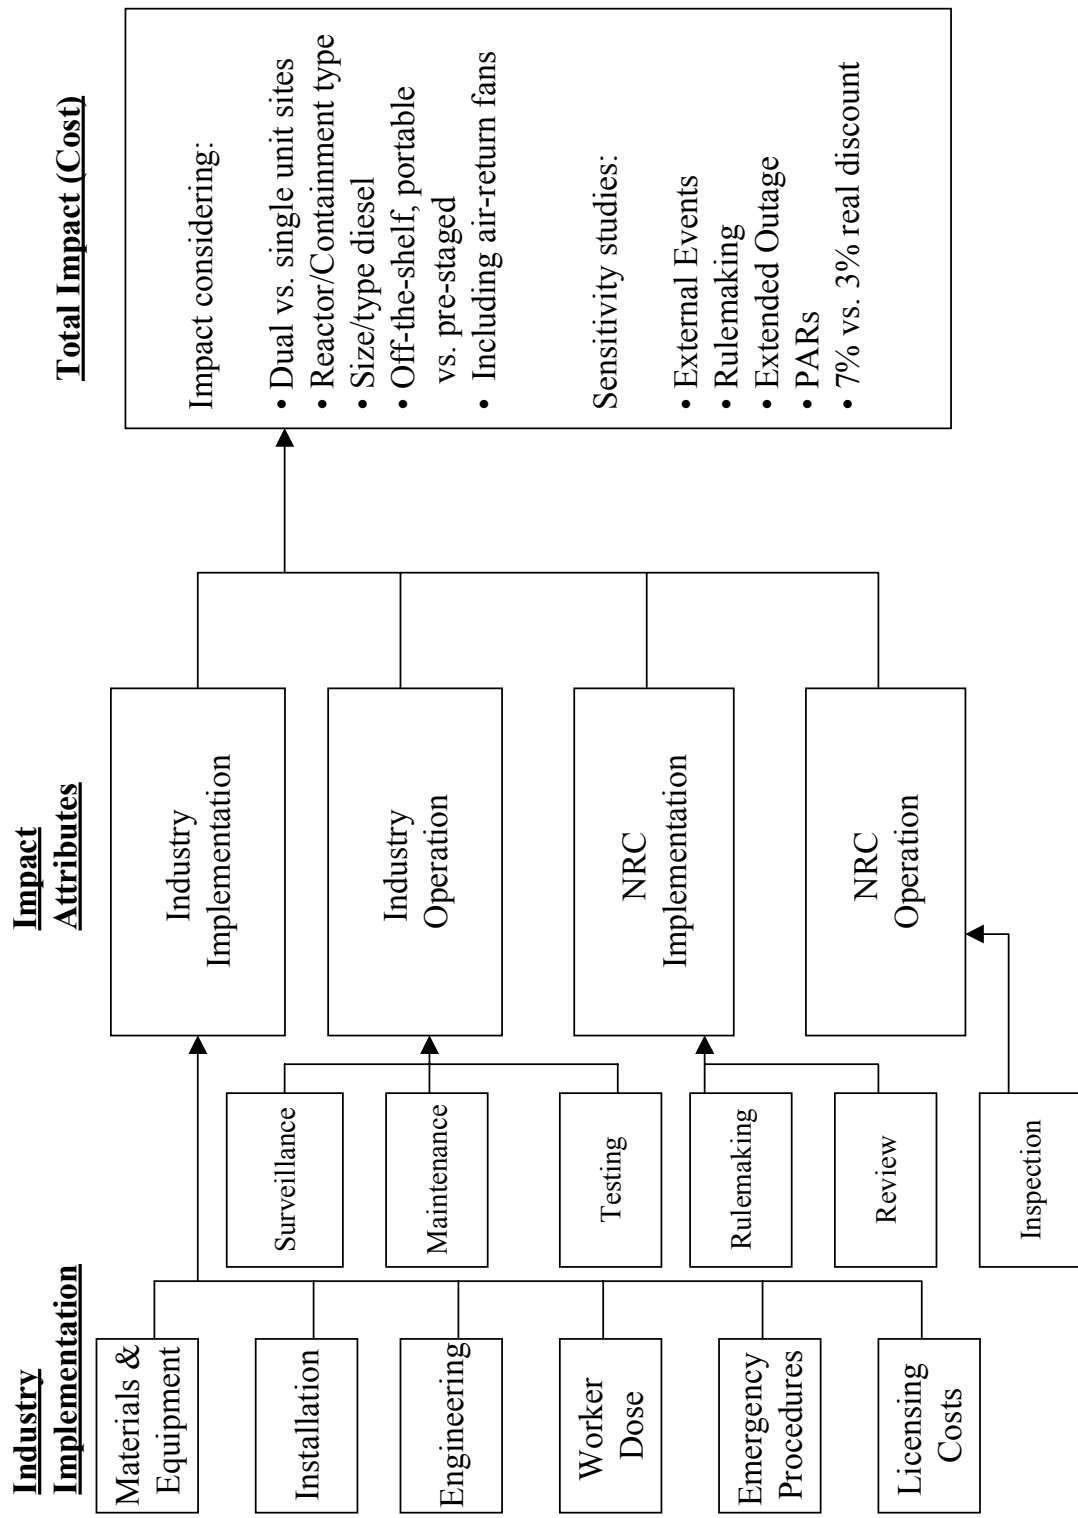 Industry
Implementation
Materials &
Equipment
Installation
Engineering
Worker
Dose
Emergency
Procedures
Licensing
Costs
Surveillance
Maintenance
Testing
Rulemaking
Review
Inspection
Impact
Attributes
Industry
Implementation
Industry
Operation
NRC
Implementation
NRC
Operation
Total Impact (Cost)
Impact considering:
• Dual vs. single unit sites
• Reactor/Containment type
• Size/type diesel
• Off-the-shelf, portable
vs. pre-staged
• Including air-return fans
Sensitivity studies:
• External Events
• Rulemaking
• Extended Outage
• PARs
• 7% vs. 3% real discount